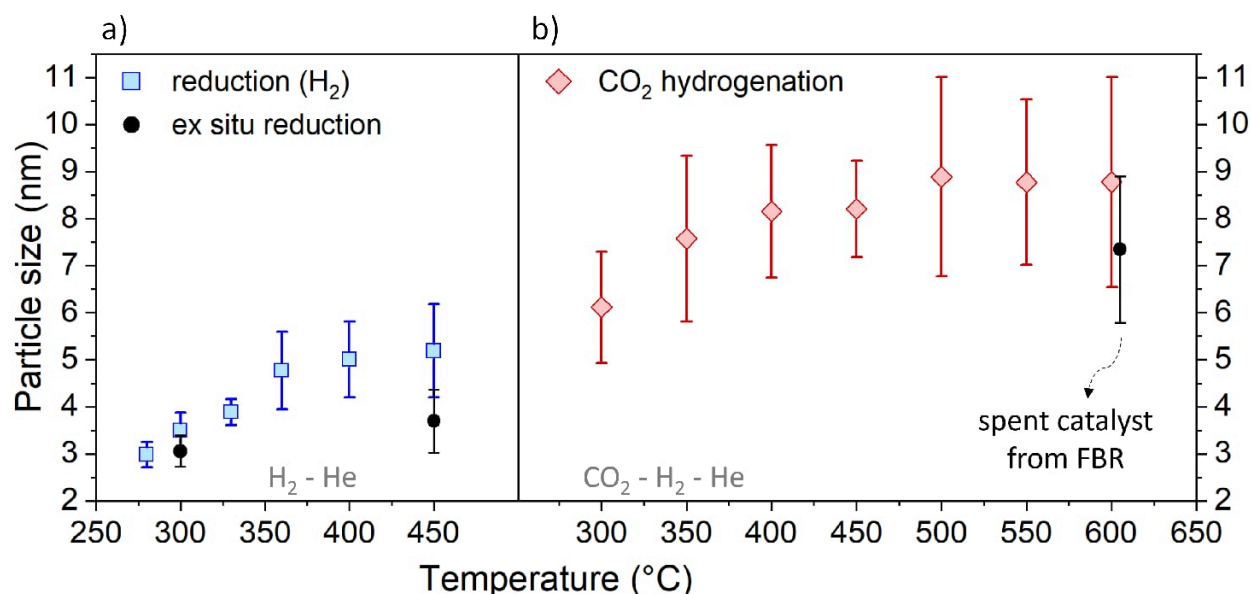 a)
b)
reduction (H₂)
ex situ reduction
CO₂ hydrogenation
11
10
9
8
7
6
5
4
3
2
Particle size (nm)
11
10
9
8
7
6
5
4
3
2
spent catalyst
from FBR
H₂ - He
CO₂ - H₂ - He
250 300 350 400 450
300 350 400 450 500 550 600 650
Temperature (°C)